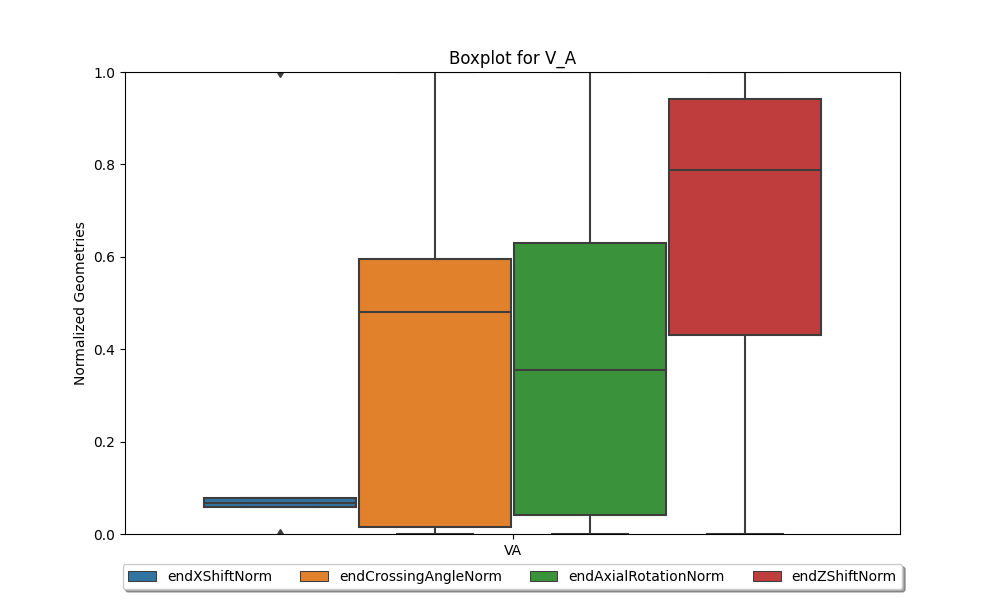 Boxplot for V_A
Normalized Geometries
1.0
0.8
0.6
0.4
0.2
0.0
VA
endXShiftNorm endCrossingAngleNorm endAxialRotationNorm endZShiftNorm